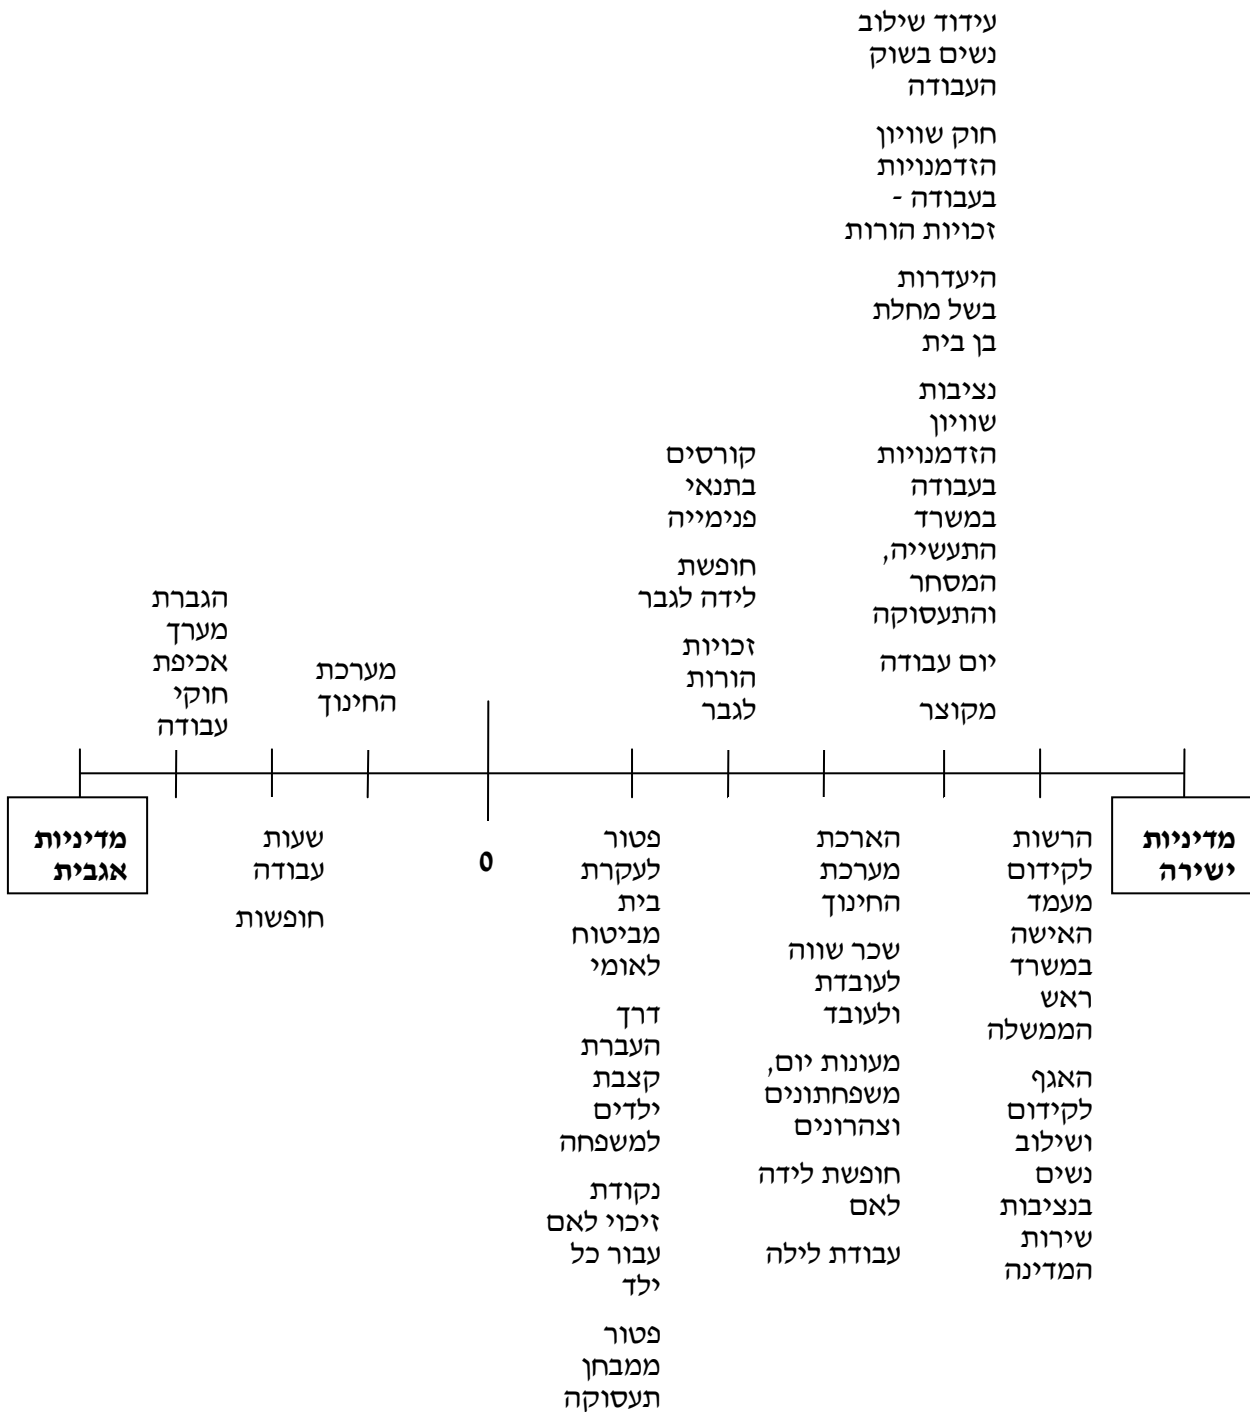 עידוד שילוב
נשים בשוק
העבודה
חוק שוויון
הזדמנויות
בעבודה -
זכויות הורות
היעדרות
בשל מחלת
בן בית
נציבות
שוויון
הזדמנויות
בעבודה
במשרד
התעשייה,
המסחר
והתעסוקה
יום עבודה
מקוצר
קורסים
בתנאי
פנימייה
חופשת
לידה לגבר
זכויות
הורות
לגבר
מערכת
החינוך
הגברת
מערך
אכיפת
חוקי
עבודה
מדיניות
ישירה
הרשות
לקידום
מעמד
האישה
במשרד
ראש
הממשלה
האגף
לקידום
ושילוב
נשים
בנציבות
שירות
המדינה
הארכת
מערכת
החינוך
שכר שווה
לעובדת
ולעובד
מעונות יום,
משפחתונים
וצהרונים
חופשת לידה
לאם
עבודת לילה
פטור
לעקרת
בית
מביטוח
לאומי
דרך
העברת
קצבת
ילדים
למשפחה
נקודת
זיכוי לאם
עבור כל
ילד
פטור
ממבחן
תעסוקה
0
שעות
עבודה
חופשות
מדיניות
אגבית